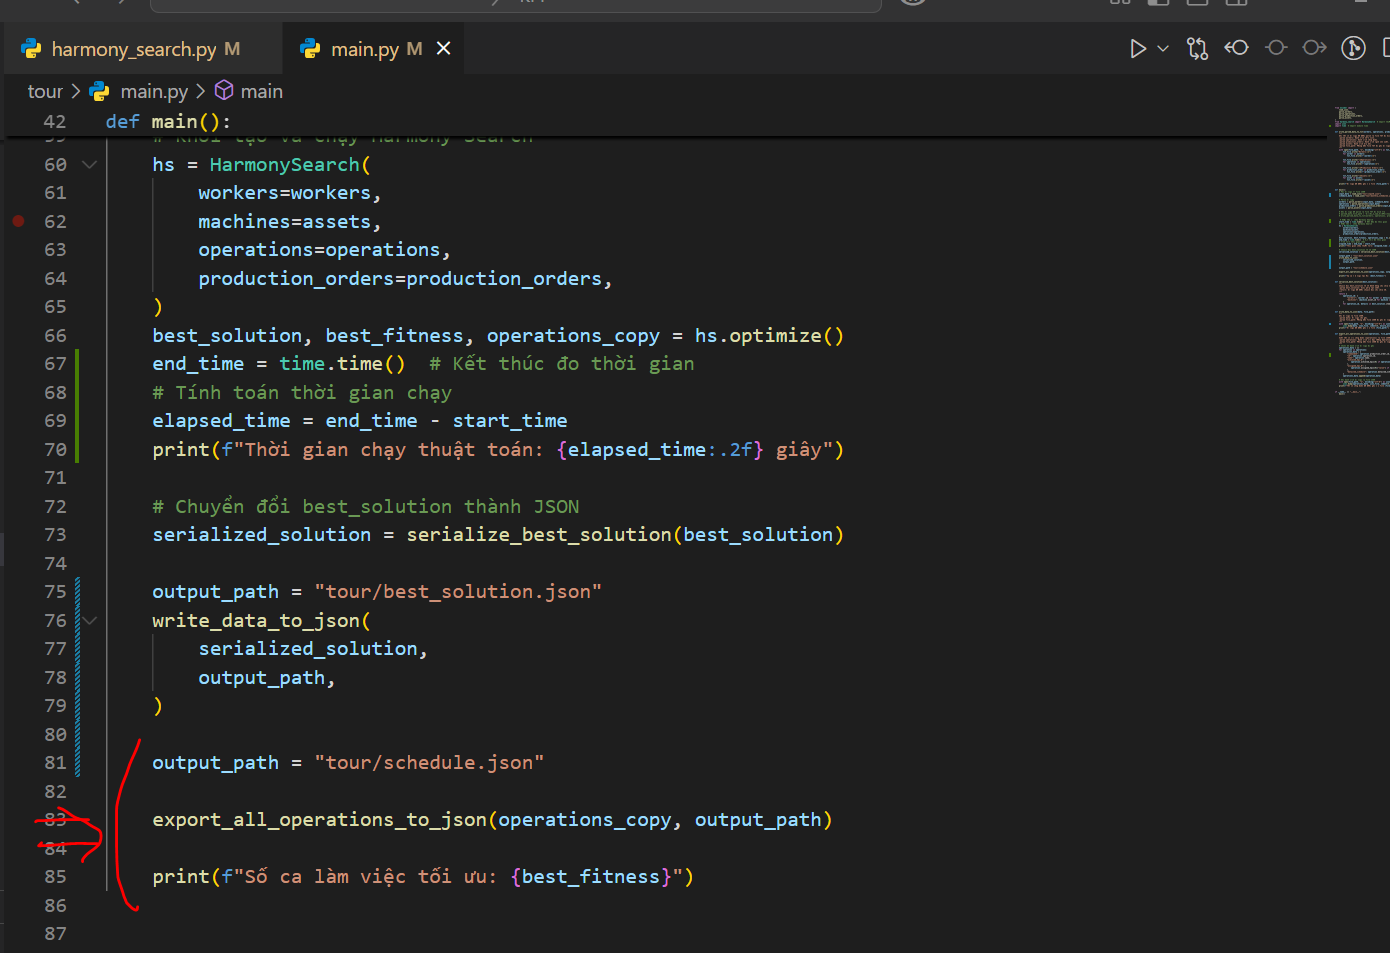 harmony_search.py M
main.py M
tour > main.py > main
42 def main():
60 hs = HarmonySearch(
61 workers=workers,
62 machines=assets,
63 operations=operations,
64 production_orders=production_orders,
65 )
66 best_solution, best_fitness, operations_copy = hs.optimize()
67 end_time = time.time()  # Kết thúc đo thời gian
68 # Tính toán thời gian chạy
69 elapsed_time = end_time - start_time
70 print(f"Thời gian chạy thuật toán: {elapsed_time:.2f} giây")
71
72 # Chuyển đổi best_solution thành JSON
73 serialized_solution = serialize_best_solution(best_solution)
74
75 output_path = "tour/best_solution.json"
76 write_data_to_json(
77 serialized_solution,
78 output_path,
79 )
80
81 output_path = "tour/schedule.json"
82
83 export_all_operations_to_json(operations_copy, output_path)
84
85 print(f"Số ca làm việc tối ưu: {best_fitness}")
86
87